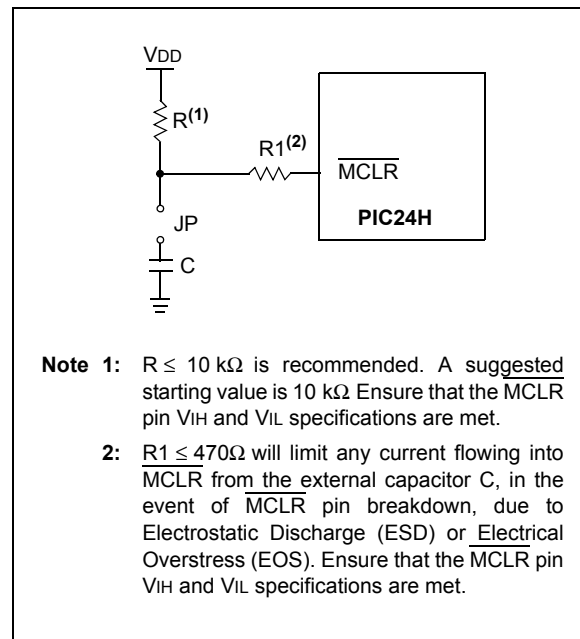 VDD
R(1)
R1(2)
MCLR
PIC24H
JP
C
Note 1: R ≤ 10 kΩ is recommended. A suggested
starting value is 10 kΩ Ensure that the MCLR
pin VIH and VIL specifications are met.
2: R1 ≤ 470Ω will limit any current flowing into
MCLR from the external capacitor C, in the
event of MCLR pin breakdown, due to
Electrostatic Discharge (ESD) or Electrical
Overstress (EOS). Ensure that the MCLR pin
VIH and VIL specifications are met.